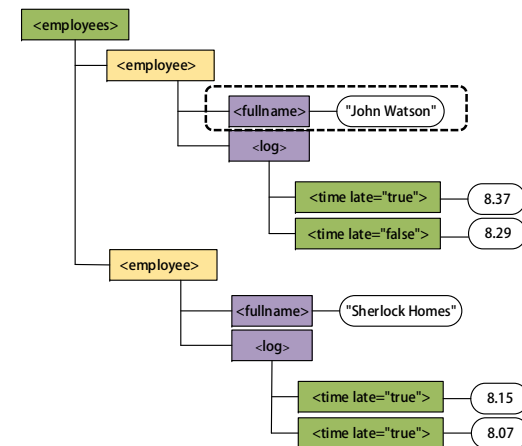 <employees>
<employee>
<fullname> "John Watson"
<log>
<time late="true"> 8.37
<time late="false"> 8.29
<employee>
<fullname> "Sherlock Homes"
<log>
<time late="true"> 8.15
<time late="true"> 8.07